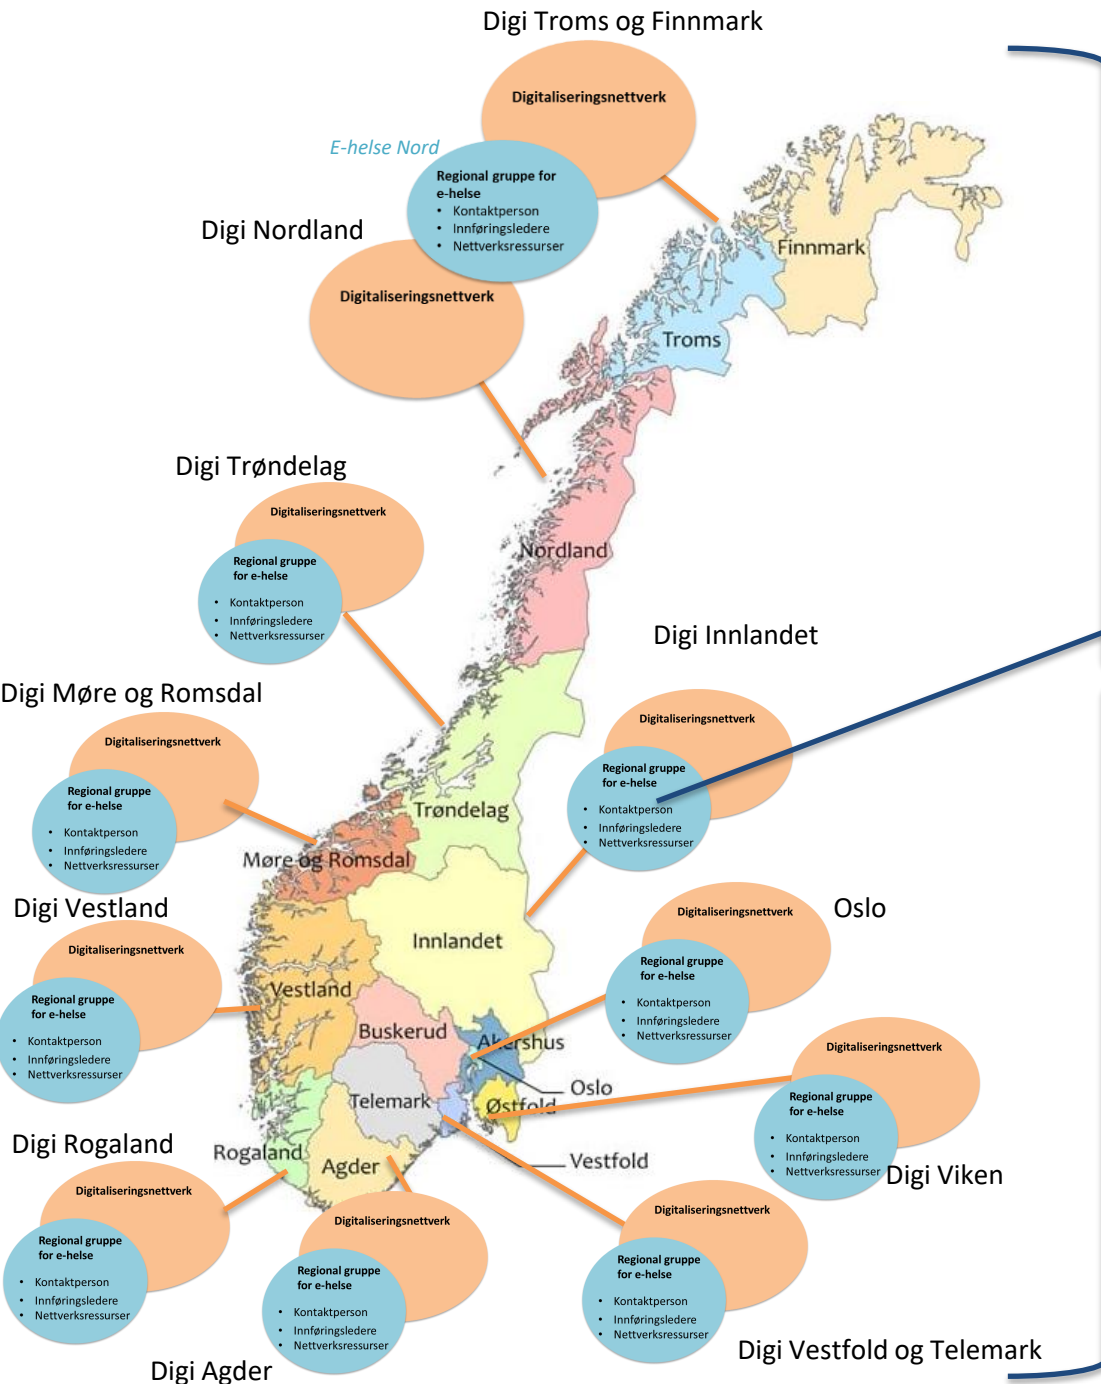 Digi Troms og Finnmark
Digitaliseringsnettverk
E-helse Nord
Regional gruppe for
e-helse
• Kontaktperson
• Innføringsledere
• Nettverksressurser
Digi Nordland
Digitaliseringsnettverk
Finnmark
Troms
Nordland
Digi Trøndelag
Digitaliseringsnettverk
Regional gruppe
for e-helse
• Kontaktperson
• Innføringsledere
• Nettverksressurser
Digi Innlandet
Digitaliseringsnettverk
Regional gruppe
for e-helse
• Kontaktperson
• Innføringsledere
• Nettverksressurser
Digi Møre og Romsdal
Digitaliseringsnettverk
Regional gruppe
for e-helse
• Kontaktperson
• Innføringsledere
• Nettverksressurser
Trøndelag
Møre og Romsdal
Innlandet
Digi Vestland
Digitaliseringsnettverk
Regional gruppe
for e-helse
• Kontaktperson
• Innføringsledere
• Nettverksressurser
Vestland
Buskerud
Akershus
Oslo
Telemark
Østfold
Vestfold
Rogaland
Agder
Oslo
Digitaliseringsnettverk
Regional gruppe
for e-helse
• Kontaktperson
• Innføringsledere
• Nettverksressurser
Digitaliseringsnettverk
Regional gruppe
for e-helse
• Kontaktperson
• Innføringsledere
• Nettverksressurser
Digi Viken
Digi Rogaland
Digitaliseringsnettverk
Regional gruppe
for e-helse
• Kontaktperson
• Innføringsledere
• Nettverksressurser
Digitaliseringsnettverk
Regional gruppe
for e-helse
• Kontaktperson
• Innføringsledere
• Nettverksressurser
Digi Agder
Digitaliseringsnettverk
Regional gruppe
for e-helse
• Kontaktperson
• Innføringsledere
• Nettverksressurser
Digi Vestfold og Telemark